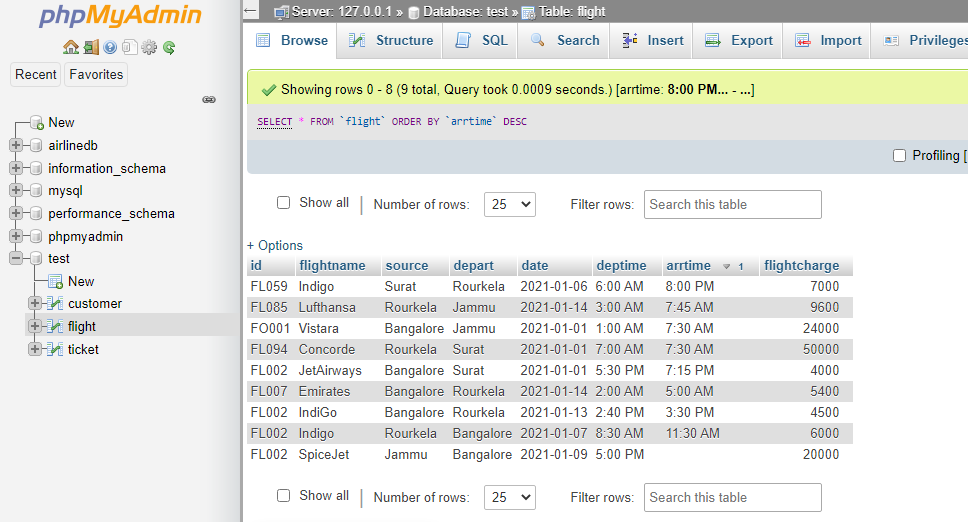 phpMyAdmin
Recent Favorites
New
airlinedb
information_schema
mysql
performance_schema
phpmyadmin
test
New
customer
flight
ticket
Server: 127.0.0.1 » Database: test » Table: flight
Browse Structure SQL Search Insert Export Import Privileges
Showing rows 0 - 8 (9 total, Query took 0.0009 seconds.) [arrtime: 8:00 PM... - ...]
SELECT * FROM `flight` ORDER BY `arrtime` DESC
Profiling [
Show all | Number of rows: 25 Filter rows: Search this table
+ Options
id flightname source depart date deptime arrtime 1 flightcharge
FL059 Indigo Surat Rourkela 2021-01-06 6:00 AM 8:00 PM 7000
FL085 Lufthansa Rourkela Jammu 2021-01-14 3:00 AM 7:45 AM 9600
FO001 Vistara Bangalore Jammu 2021-01-01 1:00 AM 7:30 AM 24000
FL094 Concorde Rourkela Surat 2021-01-01 7:00 AM 7:30 AM 50000
FL002 JetAirways Bangalore Surat 2021-01-01 5:30 PM 7:15 PM 4000
FL007 Emirates Bangalore Rourkela 2021-01-14 2:00 AM 5:00 AM 5400
FL002 IndiGo Bangalore Rourkela 2021-01-13 2:40 PM 3:30 PM 4500
FL002 Indigo Rourkela Bangalore 2021-01-07 8:30 AM 11:30 AM 6000
FL002 SpiceJet Jammu Bangalore 2021-01-09 5:00 PM 20000
Show all | Number of rows: 25 Filter rows: Search this table